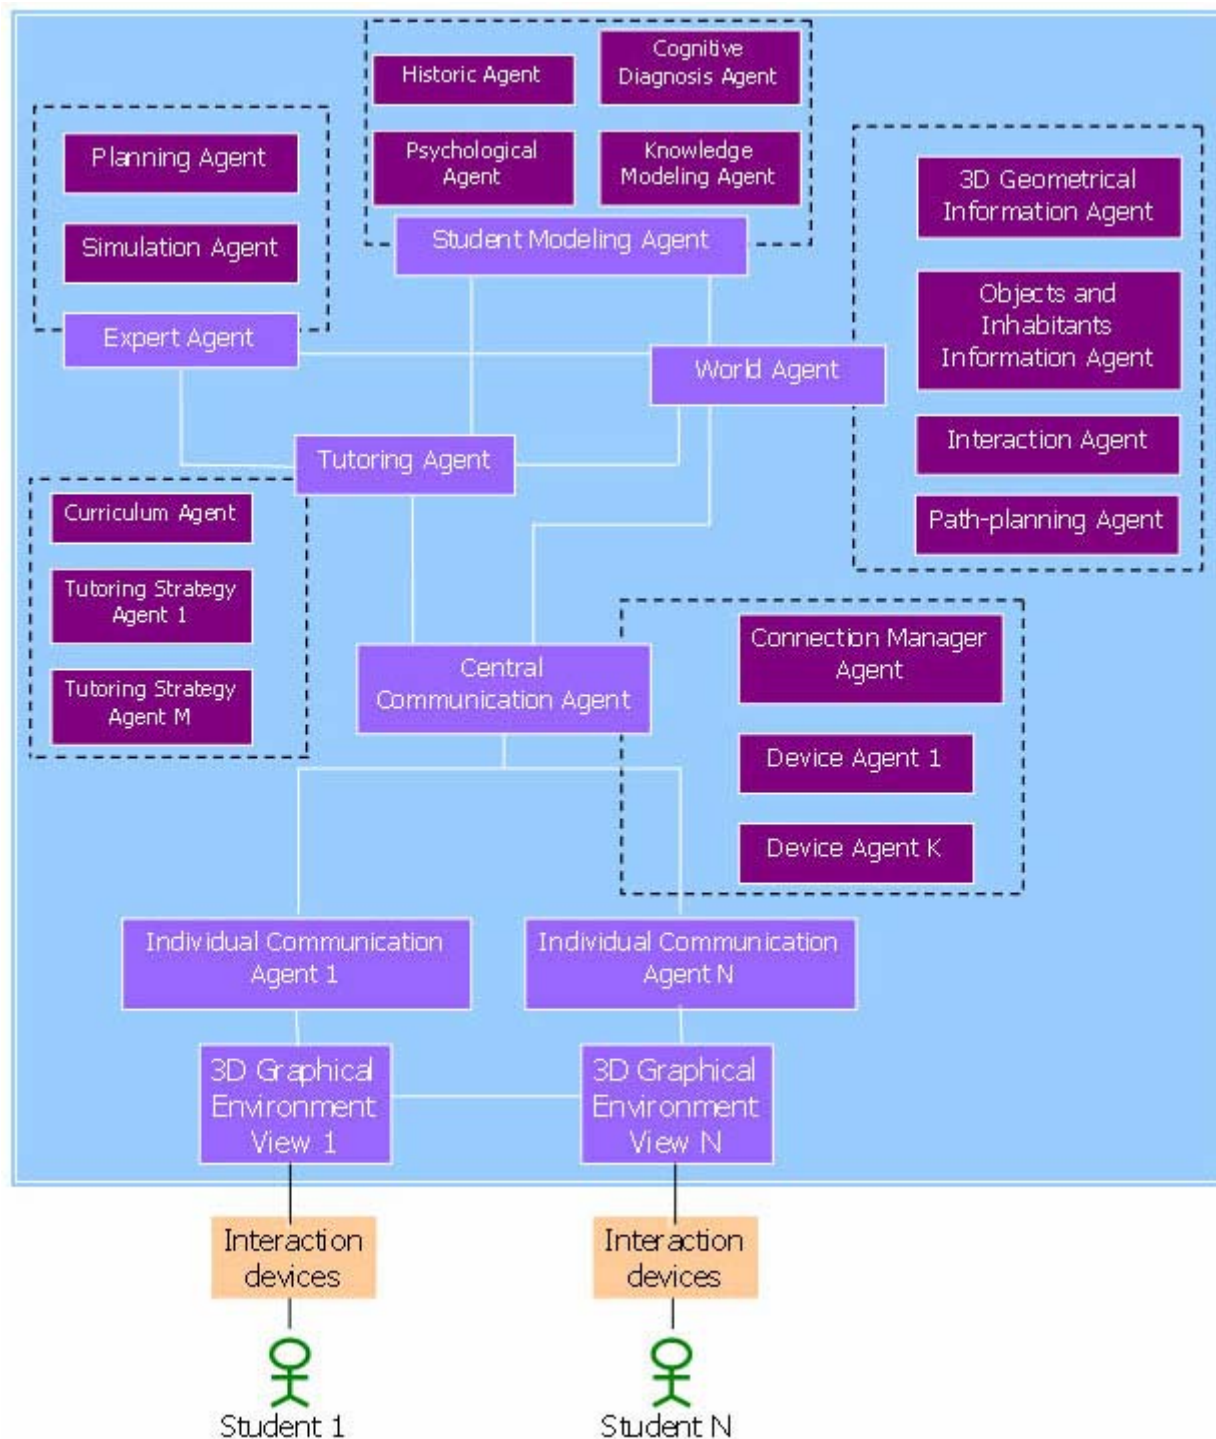 Historic Agent
Cognitive
Diagnosis Agent
Psychological
Agent
Knowledge
Modeling Agent
Student Modeling Agent
Planning Agent
Simulation Agent
Expert Agent
3D Geometrical
Information Agent
Objects and
Inhabitants
Information Agent
Interaction Agent
Path-planning Agent
World Agent
Tutoring Agent
Curriculum Agent
Tutoring Strategy
Agent 1
Tutoring Strategy
Agent M
Central
Communication Agent
Connection Manager
Agent
Device Agent 1
Device Agent K
Individual Communication
Agent 1
Individual Communication
Agent N
3D Graphical
Environment
View 1
3D Graphical
Environment
View N
Interaction
devices
Interaction
devices
Student 1
Student N